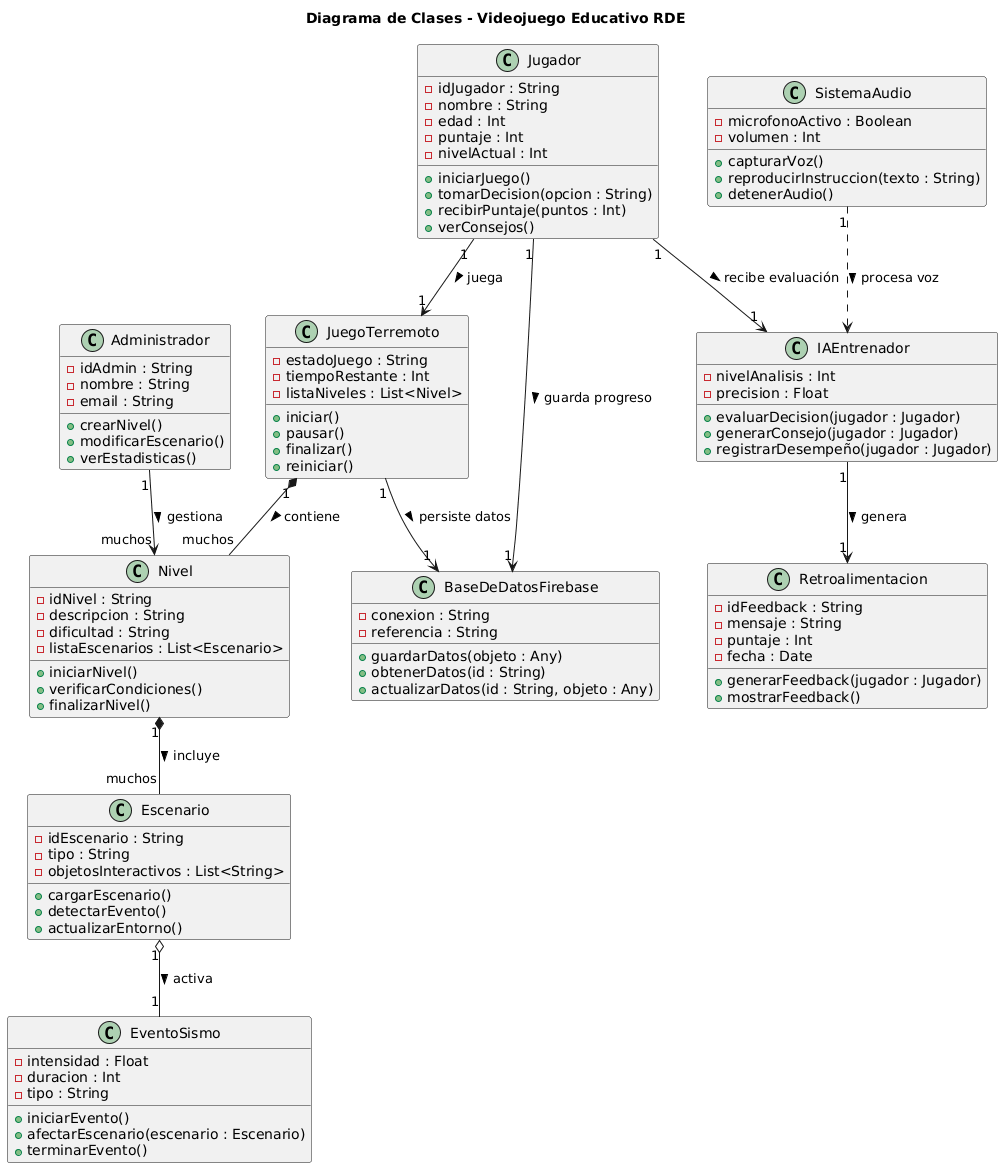 Diagrama de Clases - Videojuego Educativo RDE
C Jugador
idJugador : String
nombre : String
edad : Int
puntaje : Int
nivelActual : Int
iniciarJuego()
tomarDecision(opcion : String)
recibirPuntaje(puntos : Int)
verConsejos()
C SistemaAudio
microfonoActivo : Boolean
volumen : Int
capturarVoz()
reproducirInstruccion(texto : String)
detenerAudio()
1
1
1
1
juega
recibe evaluación
procesa voz
1
1
C Administrador
idAdmin : String
nombre : String
email : String
crearNivel()
modificarEscenario()
verEstadisticas()
C JuegoTerremoto
estadoJuego : String
tiempoRestante : Int
listaNiveles : List<Nivel>
iniciar()
pausar()
finalizar()
reiniciar()
guarda progreso
C IAEntrenador
nivelAnalisis : Int
precision : Float
evaluarDecision(jugador : Jugador)
generarConsejo(jugador : Jugador)
registrarDesempeño(jugador : Jugador)
1
1
1
1
gestiona
contiene
persiste datos
genera
muchos
muchos
1
1
1
C Nivel
idNivel : String
descripcion : String
dificultad : String
listaEscenarios : List<Escenario>
iniciarNivel()
verificarCondiciones()
finalizarNivel()
C BaseDeDatosFirebase
conexion : String
referencia : String
guardarDatos(objeto : Any)
obtenerDatos(id : String)
actualizarDatos(id : String, objeto : Any)
C Retroalimentacion
idFeedback : String
mensaje : String
puntaje : Int
fecha : Date
generarFeedback(jugador : Jugador)
mostrarFeedback()
1
incluye
muchos
C Escenario
idEscenario : String
tipo : String
objetosInteractivos : List<String>
cargarEscenario()
detectarEvento()
actualizarEntorno()
1
activa
1
C EventoSismo
intensidad : Float
duracion : Int
tipo : String
iniciarEvento()
afectarEscenario(escenario : Escenario)
terminarEvento()